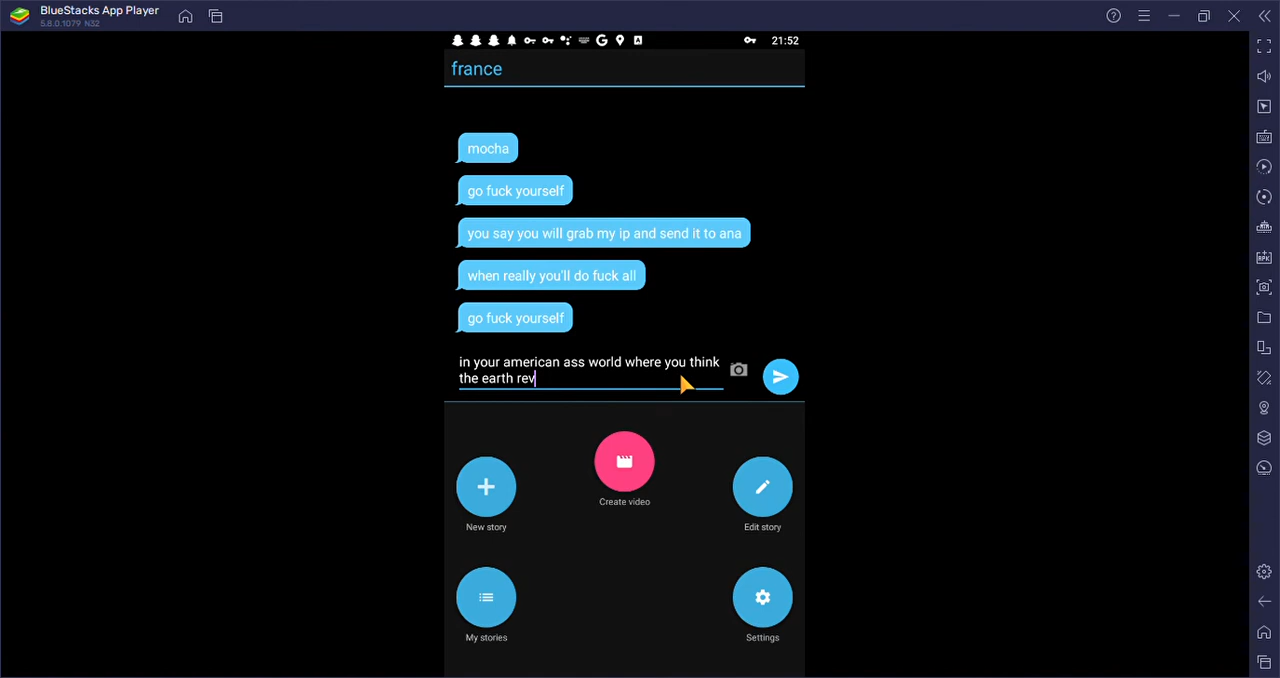 BlueStacks App Player
5.8.0.1079 N32
21:52
france
mocha
go fuck yourself
you say you will grab my ip and send it to ana
when really you'll do fuck all
go fuck yourself
in your american ass world where you think
the earth rev
Create video
New story
Edit story
My stories
Settings